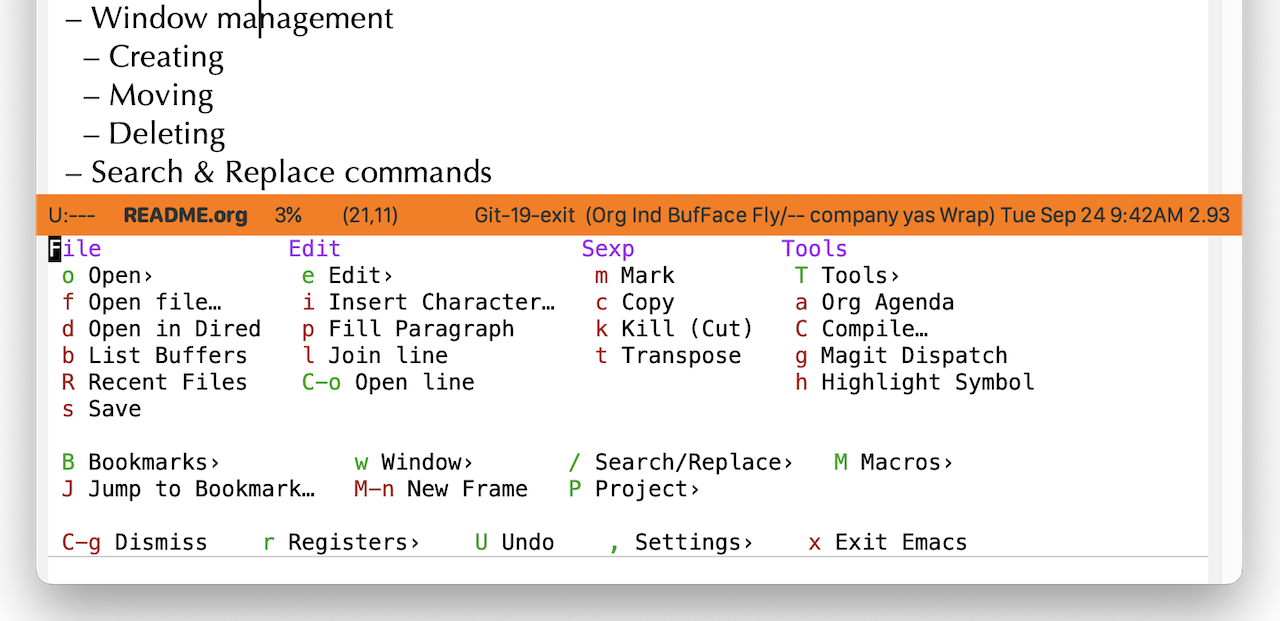 – Window management
– Creating
– Moving
– Deleting
– Search & Replace commands
U:--- README.org 3% (21,11) Git-19-exit (Org Ind BufFace Fly/-- company yas Wrap) Tue Sep 24 9:42AM 2.93
File Edit Sexp Tools
o Open› e Edit› m Mark T Tools›
f Open file… i Insert Character… c Copy a Org Agenda
d Open in Dired p Fill Paragraph k Kill (Cut) C Compile…
b List Buffers l Join line t Transpose g Magit Dispatch
R Recent Files C-o Open line h Highlight Symbol
s Save
B Bookmarks› w Window› / Search/Replace› M Macros›
J Jump to Bookmark… M-n New Frame P Project›
C-g Dismiss r Registers› U Undo , Settings› x Exit Emacs